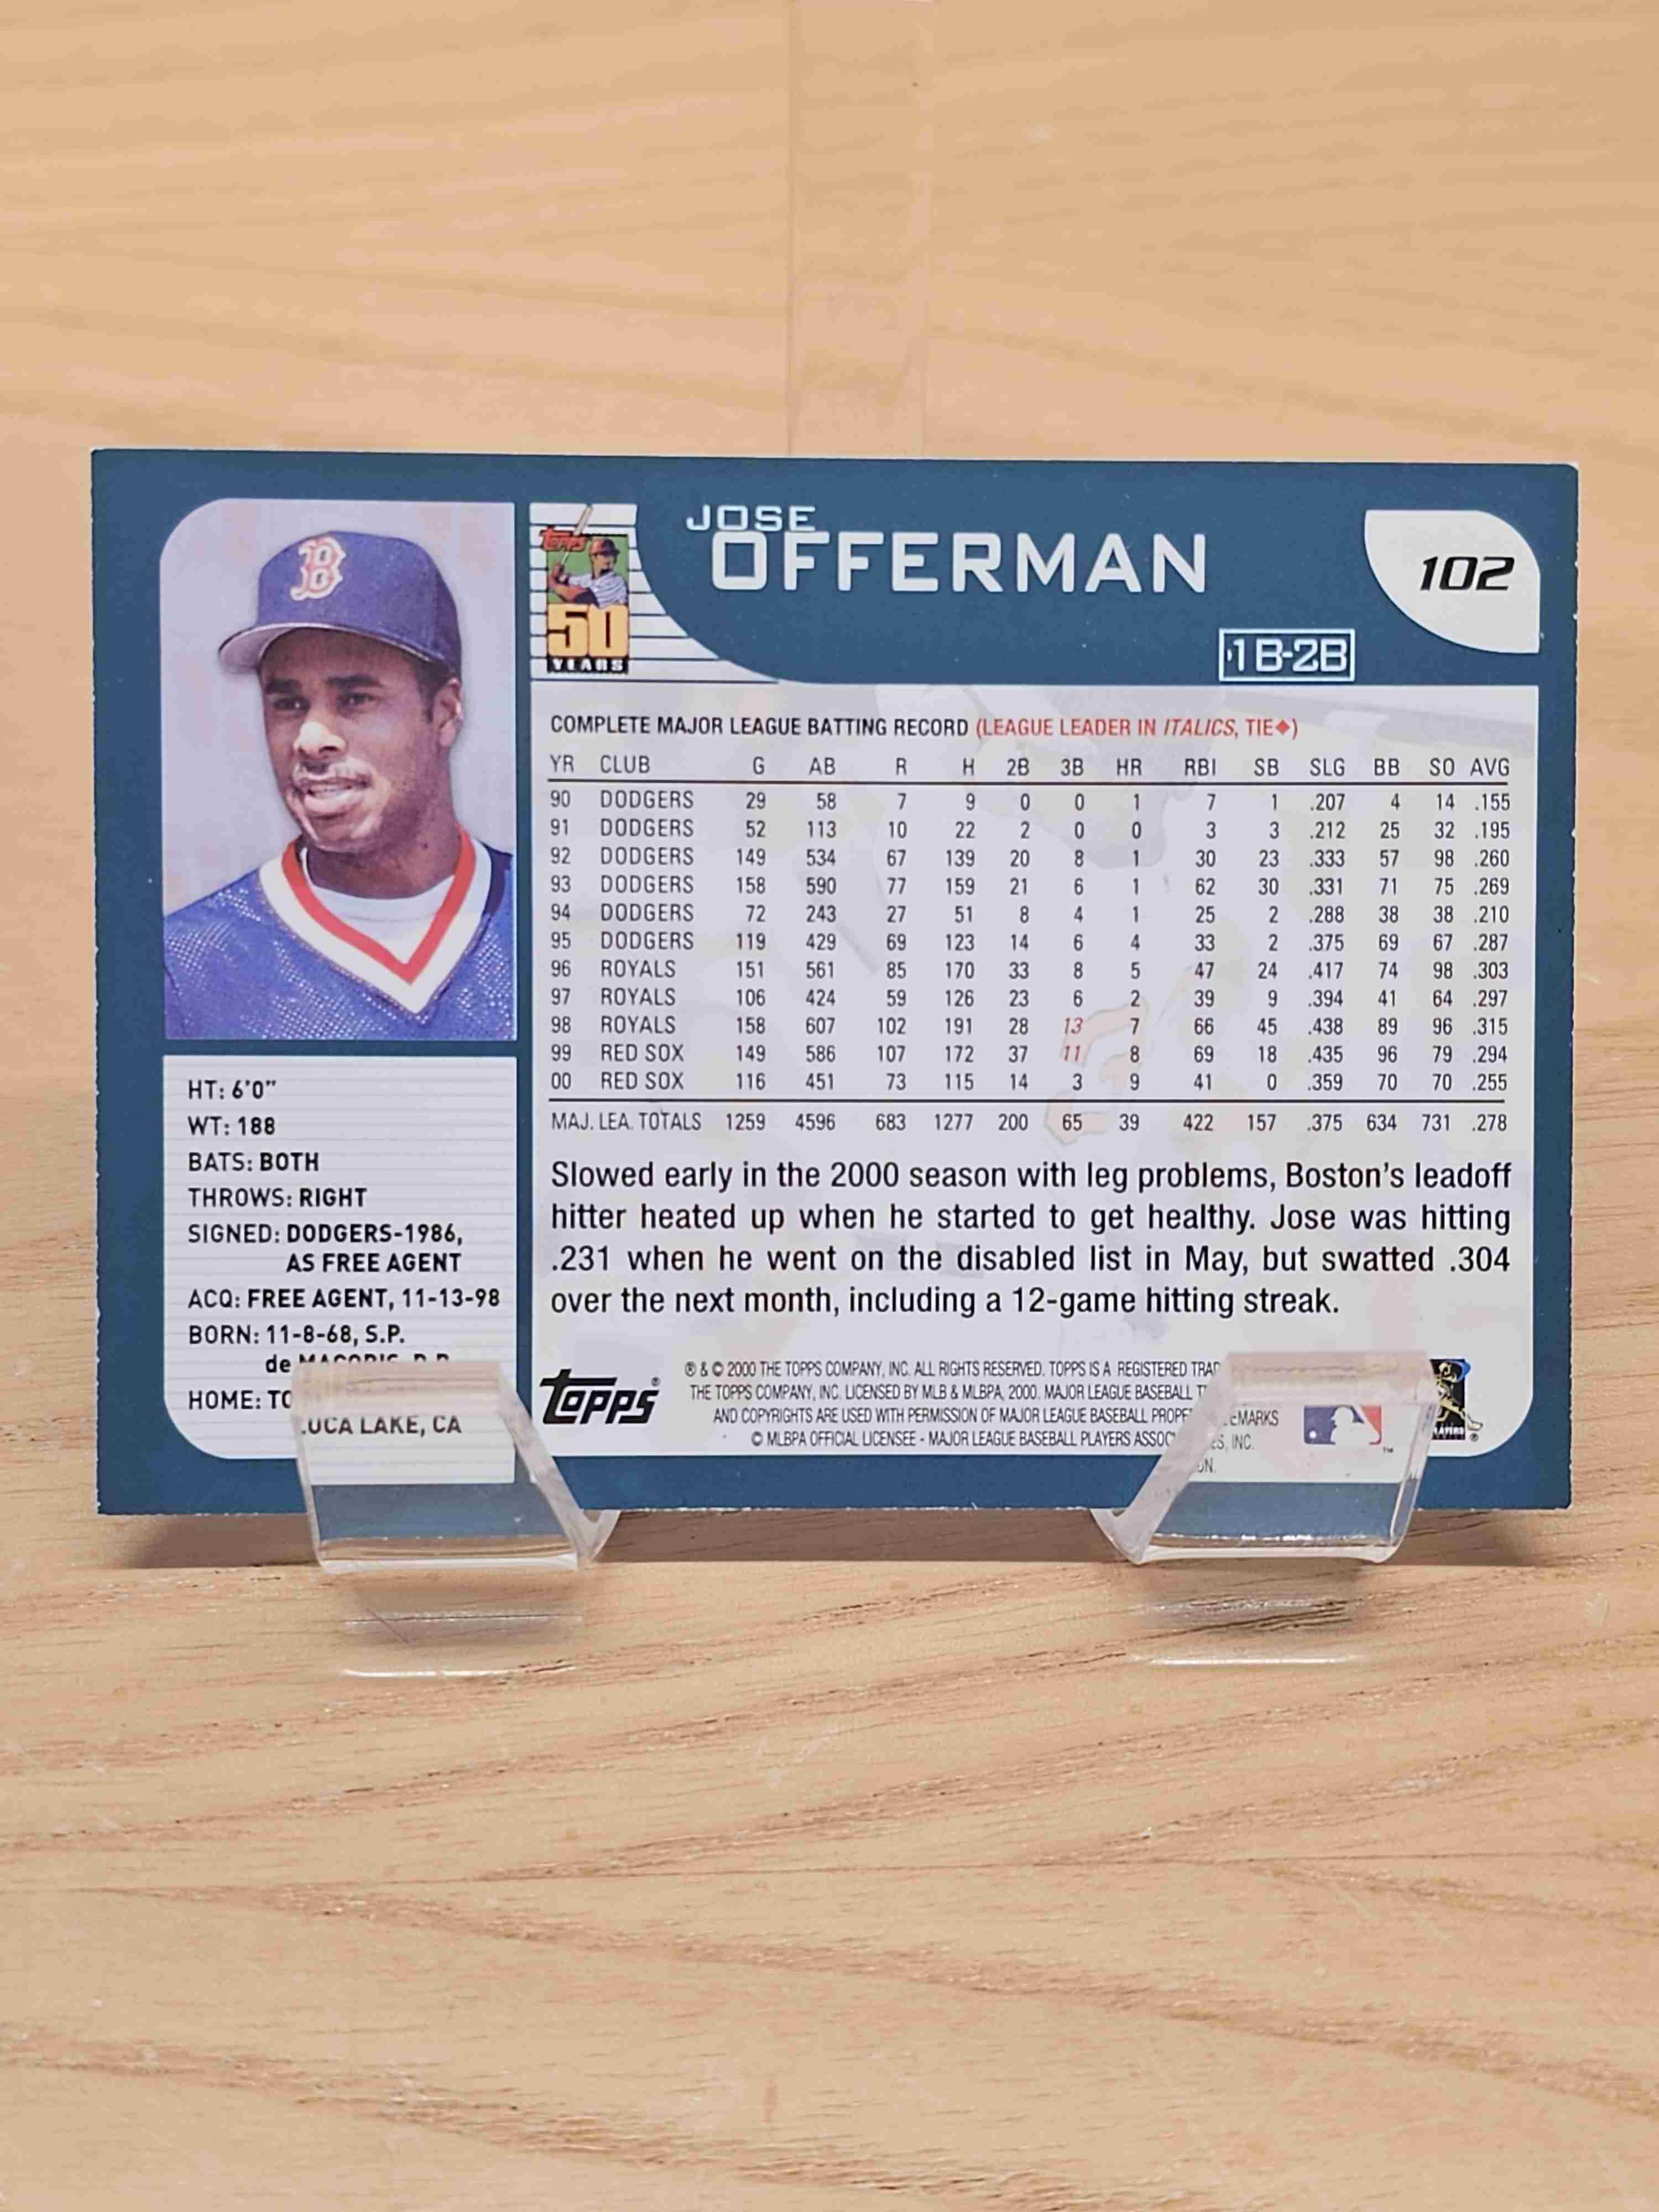 JOSE
OFFERMAN
102
1B-2B
B
topps
50
YEARS
COMPLETE MAJOR LEAGUE BATTING RECORD (LEAGUE LEADER IN ITALICS, TIE◆)
YR CLUB G AB R H 2B 3B HR RBI SB SLG BB SO AVG
90 DODGERS 29 58 7 9 0 0 1 7 1 .207 4 14 .155
91 DODGERS 52 113 10 22 2 0 0 3 3 .212 25 32 .195
92 DODGERS 149 534 67 139 20 8 1 30 23 .333 57 98 .260
93 DODGERS 158 590 77 159 21 6 1 62 30 .331 71 75 .269
94 DODGERS 72 243 27 51 8 4 1 25 2 .288 38 38 .210
95 DODGERS 119 429 69 123 14 6 4 33 2 .375 69 67 .287
96 ROYALS 151 561 85 170 33 8 5 47 24 .417 74 98 .303
97 ROYALS 106 424 59 126 23 6 2 39 9 .394 41 64 .297
98 ROYALS 158 607 102 191 28 13 7 66 45 .438 89 96 .315
99 RED SOX 149 586 107 172 37 11 8 69 18 .435 96 79 .294
00 RED SOX 116 451 73 115 14 3 9 41 0 .359 70 70 .255
MAJ. LEA. TOTALS 1259 4596 683 1277 200 65 39 422 157 .375 634 731 .278
Slowed early in the 2000 season with leg problems, Boston's leadoff
hitter heated up when he started to get healthy. Jose was hitting
.231 when he went on the disabled list in May, but swatted .304
over the next month, including a 12-game hitting streak.
HT: 6'0"
WT: 188
BATS: BOTH
THROWS: RIGHT
SIGNED: DODGERS-1986,
AS FREE AGENT
ACQ: FREE AGENT, 11-13-98
BORN: 11-8-68, S.P.
de MACORIS, D.R.
HOME: TO
LUCA LAKE, CA
topps®
® & © 2000 THE TOPPS COMPANY, INC. ALL RIGHTS RESERVED. TOPPS IS A REGISTERED TRAD
THE TOPPS COMPANY, INC. LICENSED BY MLB & MLBPA, 2000. MAJOR LEAGUE BASEBALL T
AND COPYRIGHTS ARE USED WITH PERMISSION OF MAJOR LEAGUE BASEBALL PROPE EMARKS
© MLBPA OFFICIAL LICENSEE - MAJOR LEAGUE BASEBALL PLAYERS ASSOC ES, INC.
ON.
TM